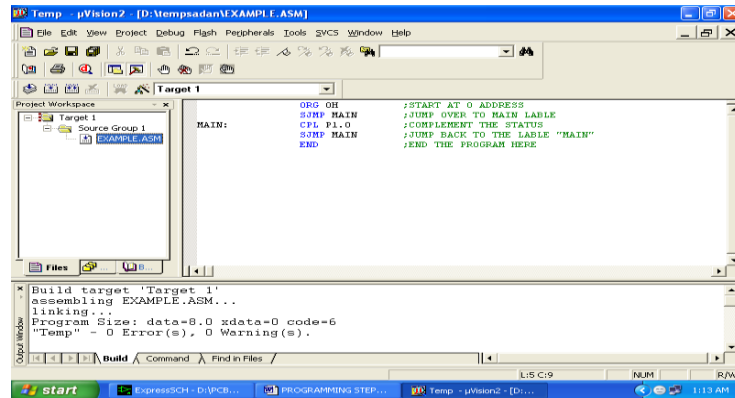 Temp - µVision2 - [D:\tempsadan\EXAMPLE.ASM]
File Edit View Project Debug Flash Peripherals Tools SVCS Window Help
Target 1
Project Workspace
Target 1
Source Group 1
EXAMPLE.ASM
ORG 0H ;START AT 0 ADDRESS
SJMP MAIN ;JUMP OVER TO MAIN LABLE
MAIN: CPL P1.0 ;COMPLEMENT THE STATUS
SJMP MAIN ;JUMP BACK TO THE LABLE "MAIN"
END ;END THE PROGRAM HERE
Files ... B...
Build target 'Target 1'
assembling EXAMPLE.ASM...
linking...
Program Size: data=8.0 xdata=0 code=6
"Temp" - 0 Error(s), 0 Warning(s).
Output Window
Build Command Find in Files
L:5 C:9 NUM R/W
start ExpressSCH - D:\PCB... PROGRAMMING STEP... Temp - µVision2 - [D:... 1:13 AM